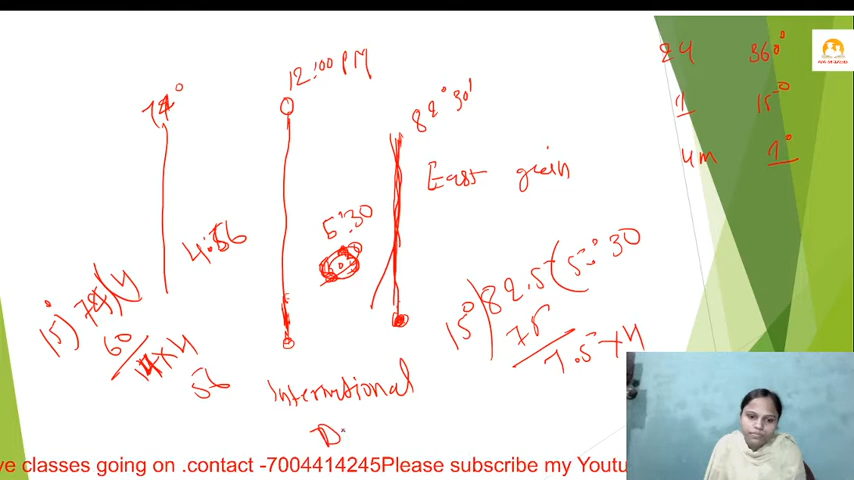 12:00 PM
74°
82° 30'
24 360°
1 15°
4m 1°
East gain
5:30
4:56
15°) 74 (4
60
14 x 4
56
15°) 82.5 (5: 30
75
7.5 x 4
International
D
ve classes going on .contact -7004414245Please subscribe my Youtu